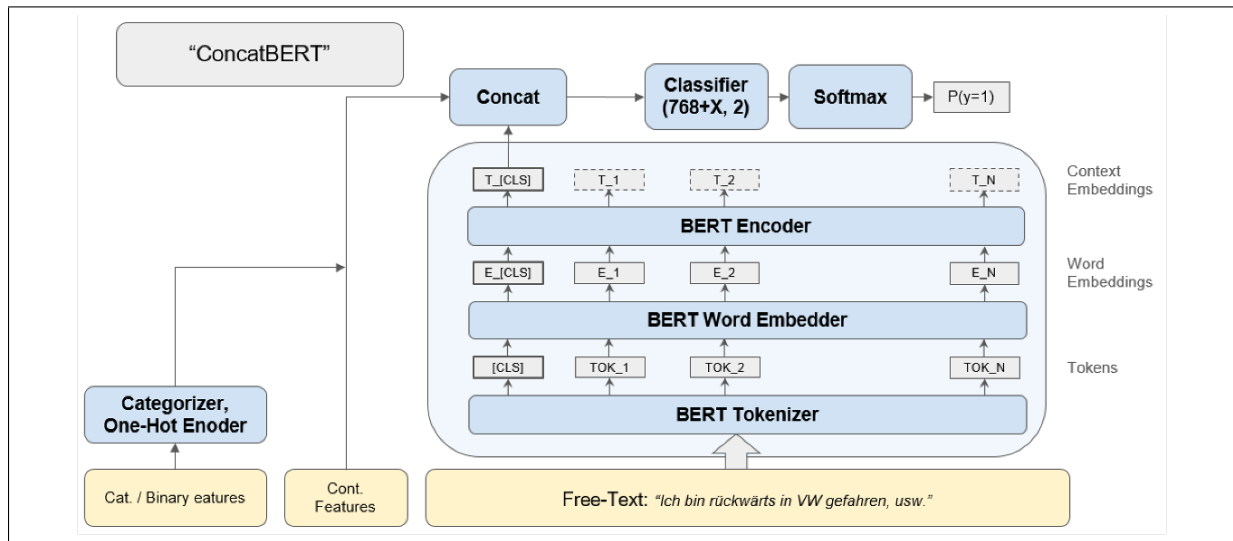 “ConcatBERT”
Concat
Classifier
(768+X, 2)
Softmax
P(y=1)
T_[CLS]
T_1
T_2
T_N
Context
Embeddings
BERT Encoder
E_[CLS]
E_1
E_2
E_N
Word
Embeddings
BERT Word Embedder
[CLS]
TOK_1
TOK_2
TOK_N
Tokens
Categorizer,
One-Hot Enoder
BERT Tokenizer
Cat. / Binary eatures
Cont.
Features
Free-Text: “Ich bin rückwärts in VW gefahren, usw.”